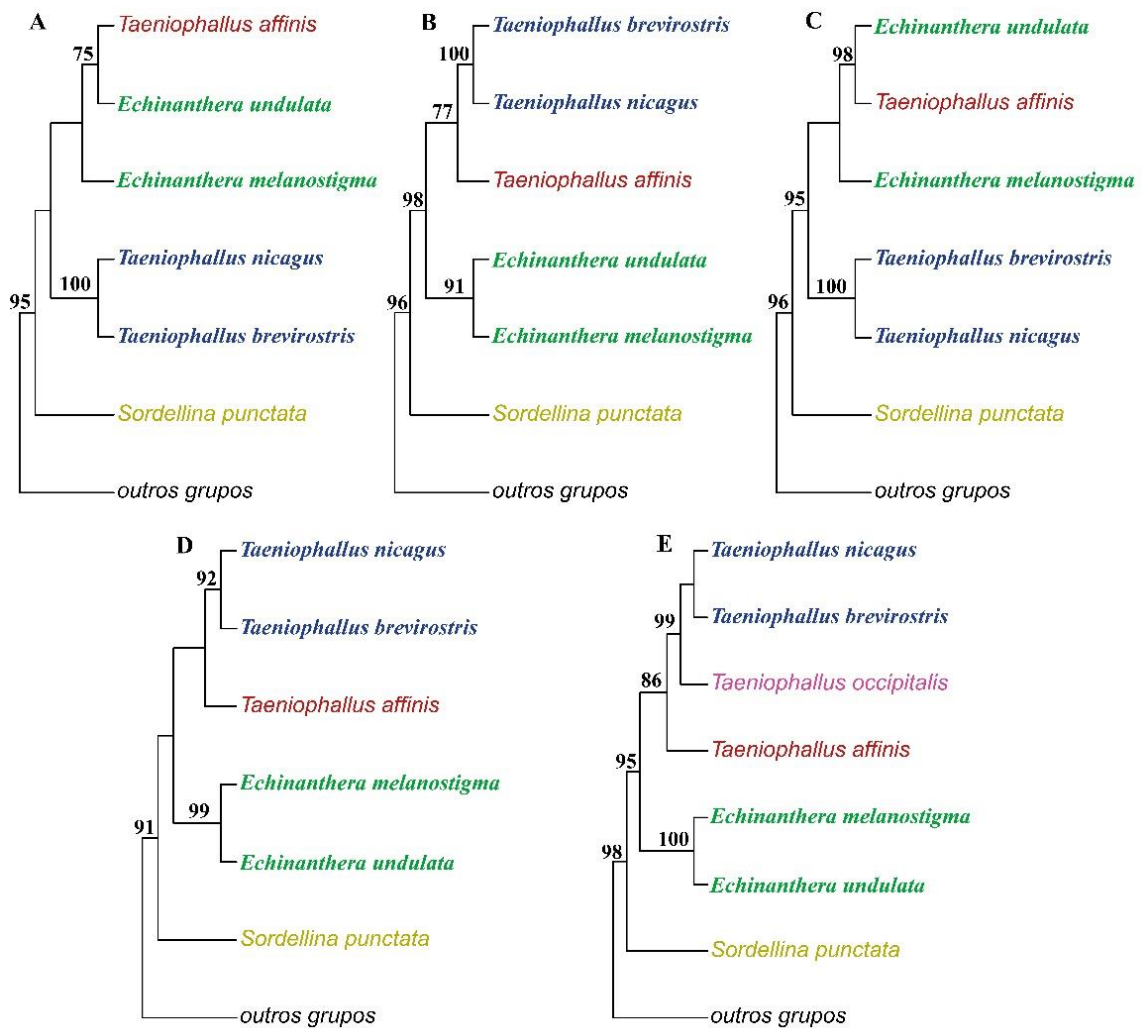 A
Taeniophallus affinis
75
Echinanthera undulata
Echinanthera melanostigma
Taeniophallus nicagus
100
95
Taeniophallus brevirostris
Sordellina punctata
outros grupos
B
Taeniophallus brevirostris
100
Taeniophallus nicagus
77
Taeniophallus affinis
98
Echinanthera undulata
91
96
Echinanthera melanostigma
Sordellina punctata
outros grupos
C
Echinanthera undulata
98
Taeniophallus affinis
Echinanthera melanostigma
95
Taeniophallus brevirostris
100
96
Taeniophallus nicagus
Sordellina punctata
outros grupos
D
Taeniophallus nicagus
92
Taeniophallus brevirostris
Taeniophallus affinis
Echinanthera melanostigma
99
91
Echinanthera undulata
Sordellina punctata
outros grupos
E
Taeniophallus nicagus
Taeniophallus brevirostris
99
Taeniophallus occipitalis
86
Taeniophallus affinis
95
Echinanthera melanostigma
100
98
Echinanthera undulata
Sordellina punctata
outros grupos